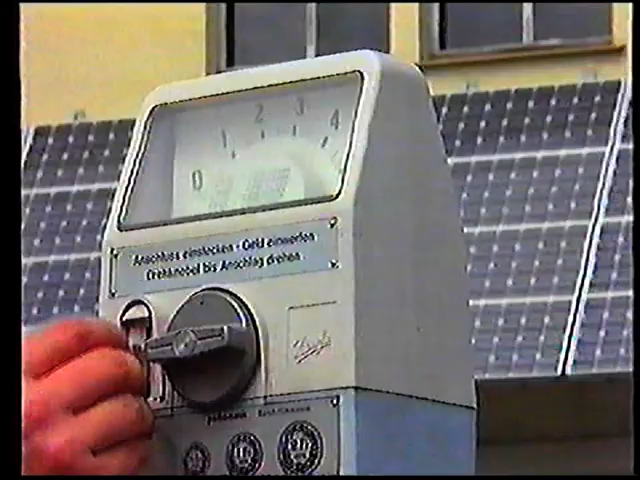 0 1 2 3 4
Anschluss einstecken - Geld einwerfen
Drehknebel bis Anschlag drehen